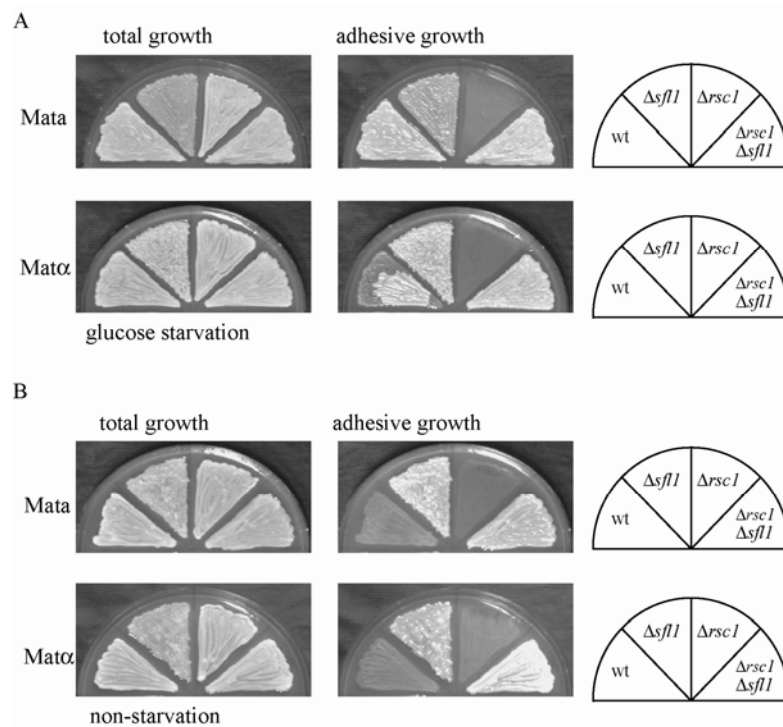 A
total growth
adhesive growth
Mata
wt
Δsfl1
Δrsc1
Δrsc1
Δsfl1
Matα
wt
Δsfl1
Δrsc1
Δrsc1
Δsfl1
glucose starvation
B
total growth
adhesive growth
Mata
wt
Δsfl1
Δrsc1
Δrsc1
Δsfl1
Matα
wt
Δsfl1
Δrsc1
Δrsc1
Δsfl1
non-starvation